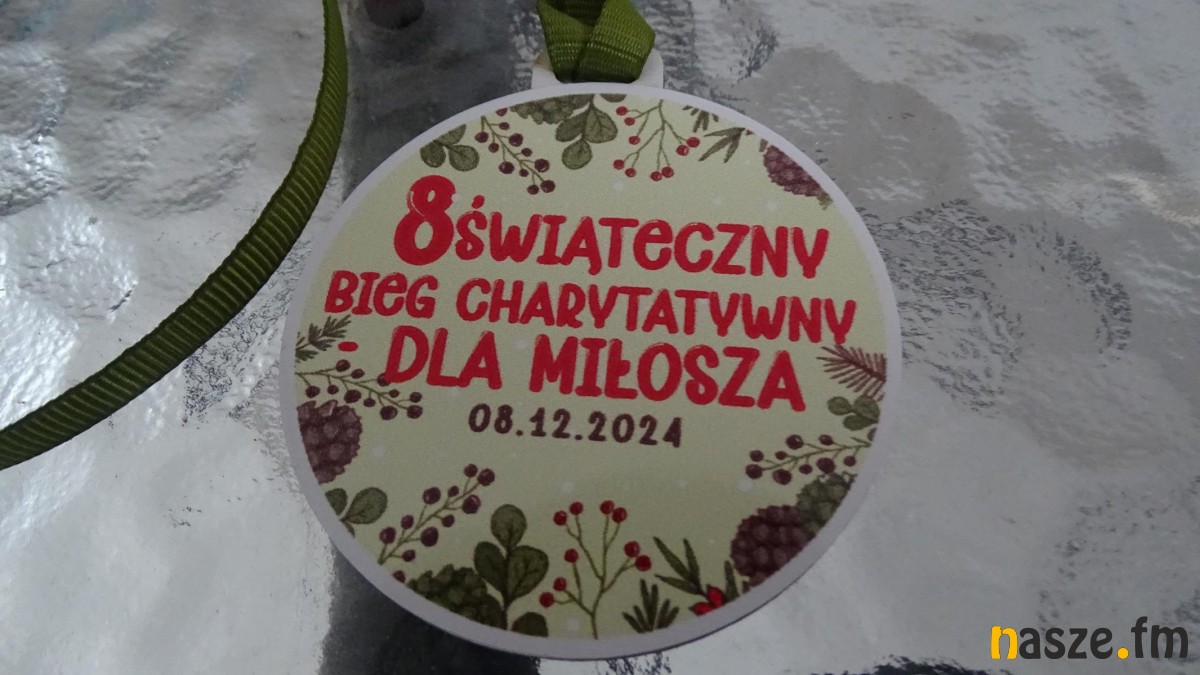 8 ŚWIĄTECZNY
BIEG CHARYTATYWNY
- DLA MIŁOSZA
08.12.2024
nasze.fm